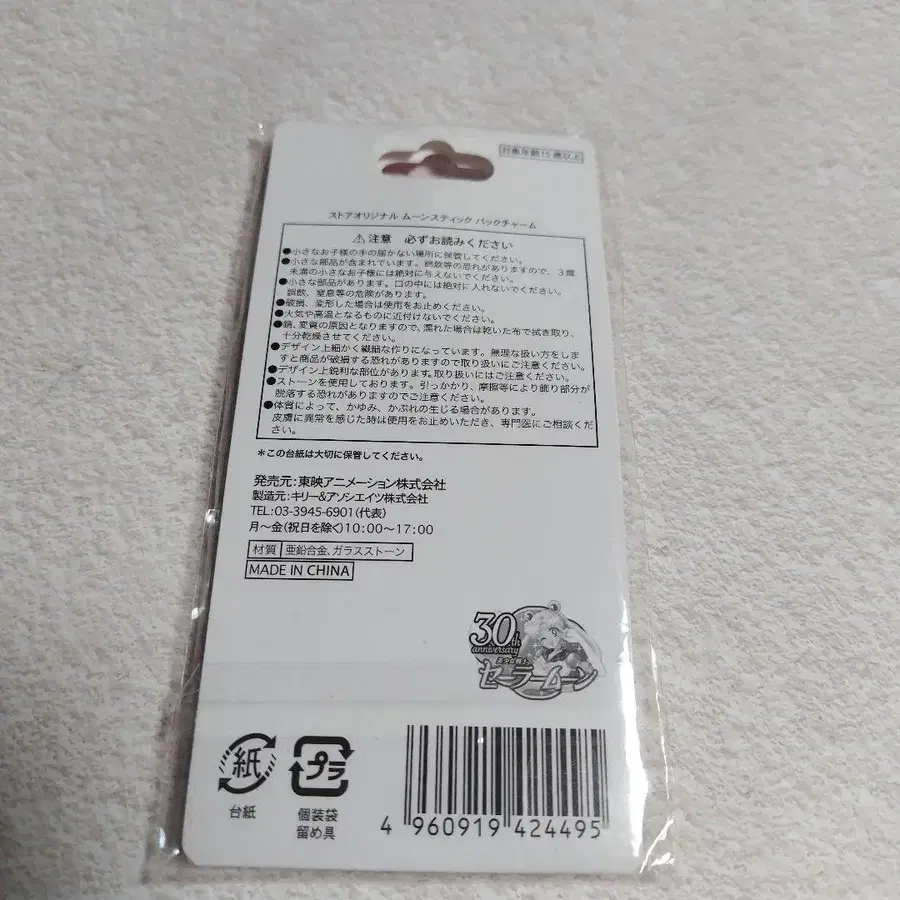 対象年齢15歳以上
ストアオリジナル ムーンスティック バックチャーム
⚠注意 必ずお読みください
●小さなお子様の手の届かない場所に保管してください。
●小さな部品が含まれています。誤飲等の恐れがありますので、３歳
未満の小さなお子様には絶対に与えないでください。
●小さな部品があります。口の中には絶対に入れないでください。
誤飲、窒息等の危険があります。
●破損、変形した場合は使用をお止めください。
●火気や高温となるものに近付けないでください。
●錆、変質の原因となりますので、濡れた場合は乾いた布で拭き取り、
十分乾燥させてください。
●デザイン上細かく繊細な作りになっています。無理な扱い方をしま
すと商品が破損する恐れがありますので取り扱いにご注意ください。
●デザイン上鋭利な部位があります。取り扱いにはご注意ください。
●ストーンを使用しております。引っかかり、摩擦等により飾り部分が
脱落する恐れがありますのでご注意ください。
●体質によって、かゆみ、かぶれの生じる場合があります。
皮膚に異常を感じた時は使用をお止めいただき、専門医にご相談くだ
さい。
＊この台紙は大切に保管してください。
発売元：東映アニメーション株式会社
製造元：キリー&アソシエイツ株式会社
TEL：03-3945-6901（代表）
月～金（祝日を除く）10：00～17：00
材質 亜鉛合金、ガラスストーン
MADE IN CHINA
30th
anniversary
美少女戦士
セーラームーン
紙
プラ
台紙
個装袋
留め具
4 960919 424495